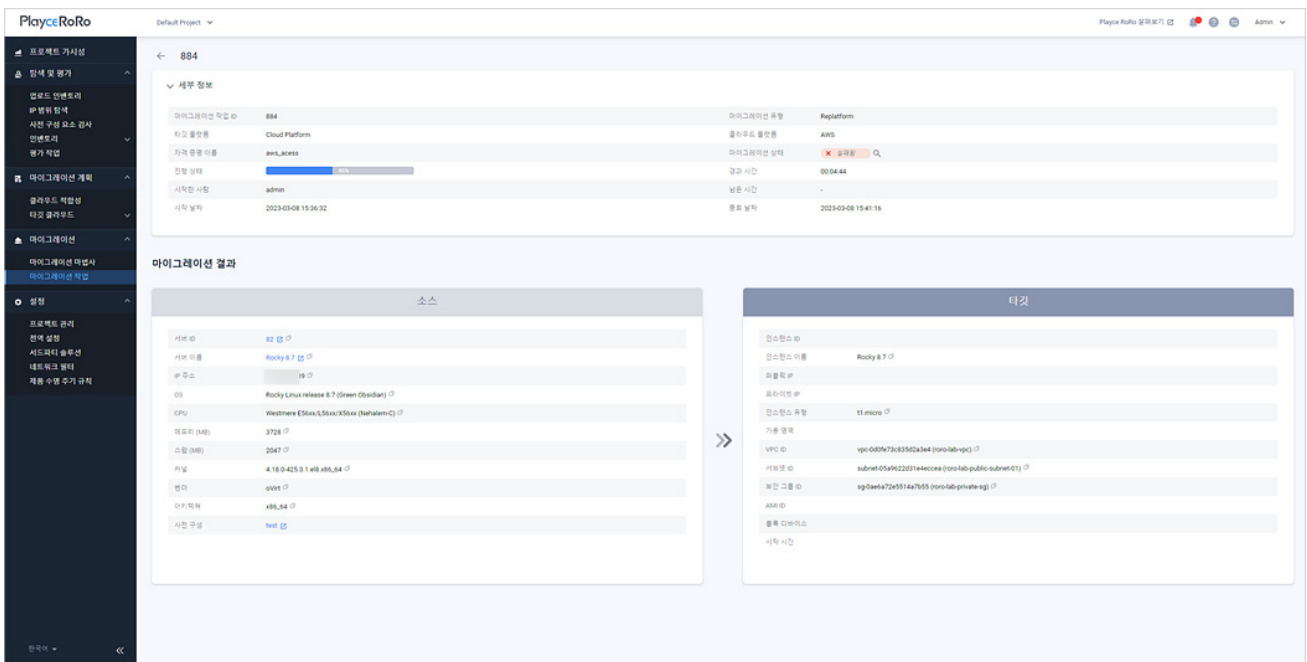 PlayceRoRo
Default Project
Playce RoRo 살펴보기
Admin
프로젝트 가시성
탐색 및 평가
업로드 인벤토리
IP 범위 탐색
사전 구성 요소 검사
인벤토리
평가 작업
마이그레이션 계획
클라우드 적합성
타깃 클라우드
마이그레이션
마이그레이션 마법사
마이그레이션 작업
설정
프로젝트 관리
전역 설정
서드파티 솔루션
네트워크 필터
제품 수명 주기 규칙
한국어
884
세부 정보
마이그레이션 작업 ID 884 마이그레이션 유형 Replatform
타깃 플랫폼 Cloud Platform 클라우드 플랫폼 AWS
자격 증명 이름 aws_acess 마이그레이션 상태 실패함
진행 상태 경과 시간 00:04:44
시작한 사람 admin 남은 시간 -
시작 날짜 2023-03-08 15:36:32 종료 날짜 2023-03-08 15:41:16
마이그레이션 결과
소스
서버 ID 82
서버 이름 Rocky 8.7
IP 주소
OS Rocky Linux release 8.7 (Green Obsidian)
CPU Westmere E56xx/L56xx/X56xx (Nehalem-C)
메모리 (MB) 3728
스왑 (MB) 2047
커널 4.18.0-425.3.1.el8.x86_64
벤더 oVirt
아키텍처 x86_64
사전 구성 test
타깃
인스턴스 ID
인스턴스 이름 Rocky 8.7
퍼블릭 IP
프라이빗 IP
인스턴스 유형 t1.micro
가용 영역
VPC ID vpc-0d0fe73c835d2a3e4 (roro-lab-vpc)
서브넷 ID subnet-05a9622d31e4eccea (roro-lab-public-subnet-01)
보안 그룹 ID sg-0ae6a72e5514a7b55 (roro-lab-private-sg)
AMI ID
블록 디바이스
시작 시간